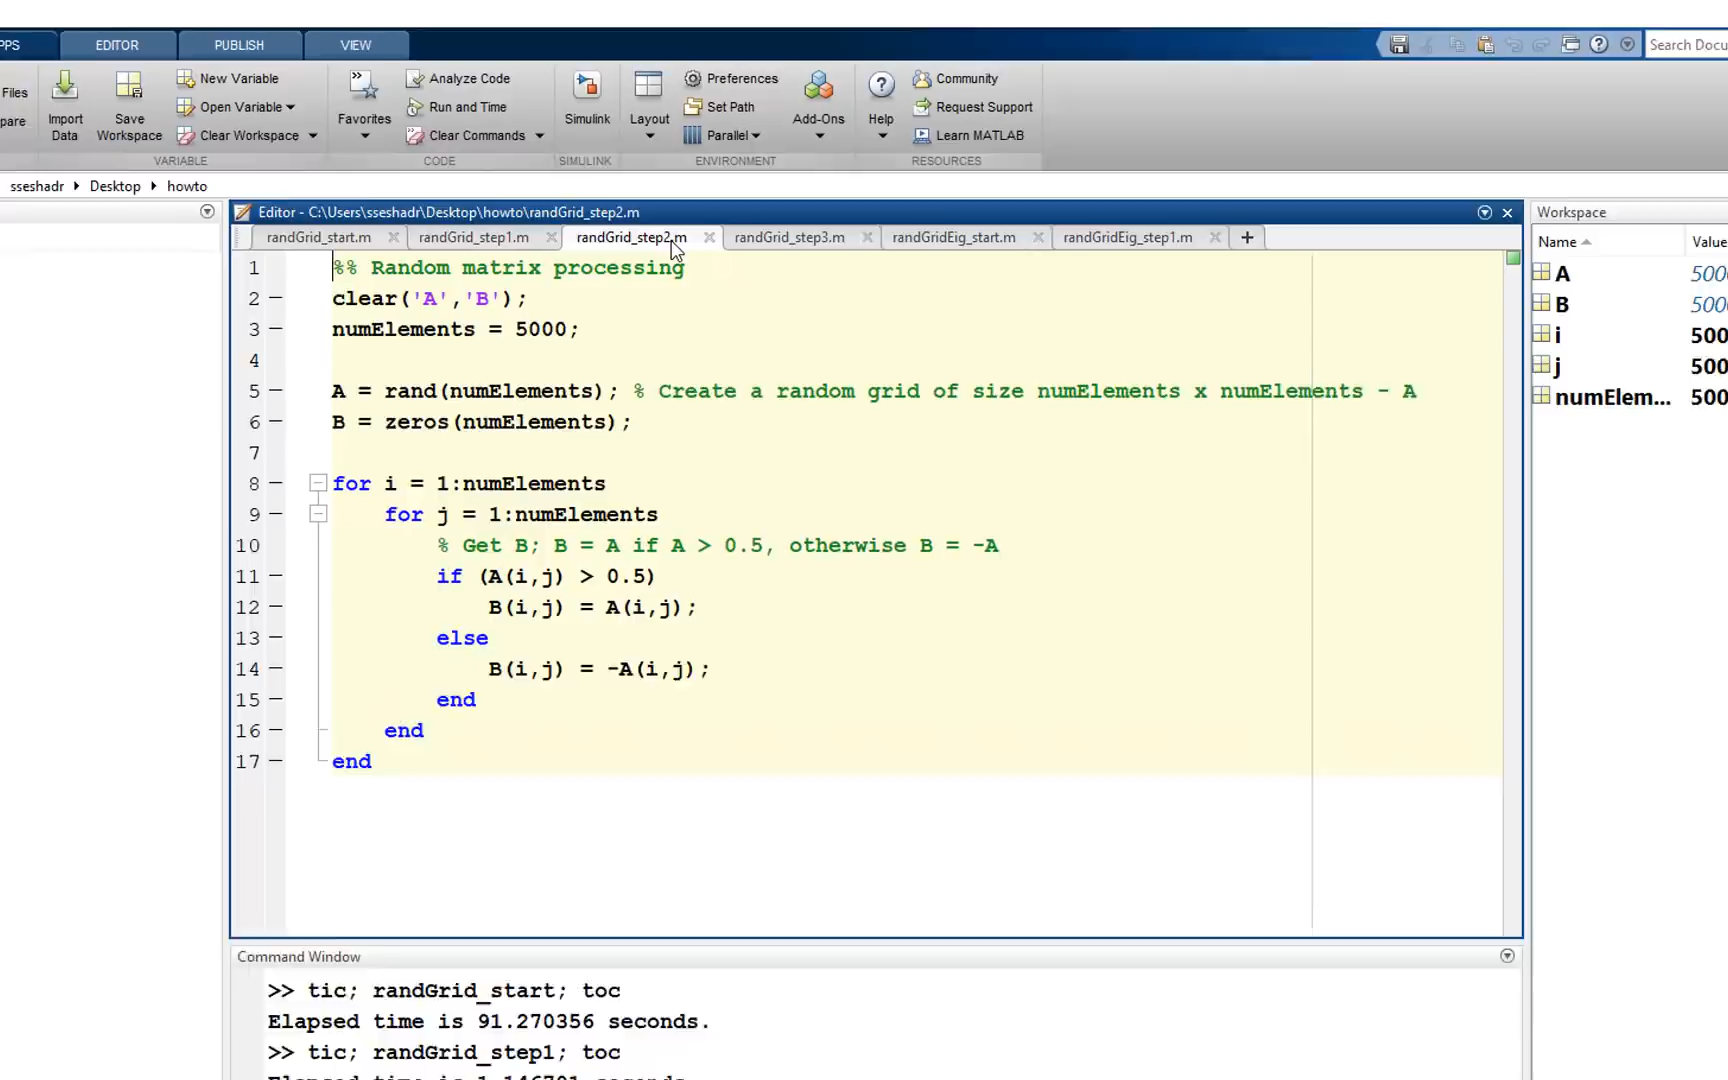 PPS EDITOR PUBLISH VIEW Search Docu
Files New Variable Analyze Code Preferences Community
Open Variable Run and Time Set Path Request Support
pare Import Data Save Workspace Clear Workspace Favorites Clear Commands Simulink Layout Parallel Add-Ons Help Learn MATLAB
VARIABLE CODE SIMULINK ENVIRONMENT RESOURCES
sseshadr Desktop howto
Editor - C:\Users\sseshadr\Desktop\howto\randGrid_step2.m
randGrid_start.m randGrid_step1.m randGrid_step2.m randGrid_step3.m randGridEig_start.m randGridEig_step1.m
1 %% Random matrix processing
2 clear('A','B');
3 numElements = 5000;
4
5 A = rand(numElements); % Create a random grid of size numElements x numElements - A
6 B = zeros(numElements);
7
8 for i = 1:numElements
9 for j = 1:numElements
10 % Get B; B = A if A > 0.5, otherwise B = -A
11 if (A(i,j) > 0.5)
12 B(i,j) = A(i,j);
13 else
14 B(i,j) = -A(i,j);
15 end
16 end
17 end
Workspace
Name Value
A 500
B 500
i 500
j 500
numElem... 500
Command Window
>> tic; randGrid_start; toc
Elapsed time is 91.270356 seconds.
>> tic; randGrid_step1; toc
Elapsed time is 1.146701 seconds